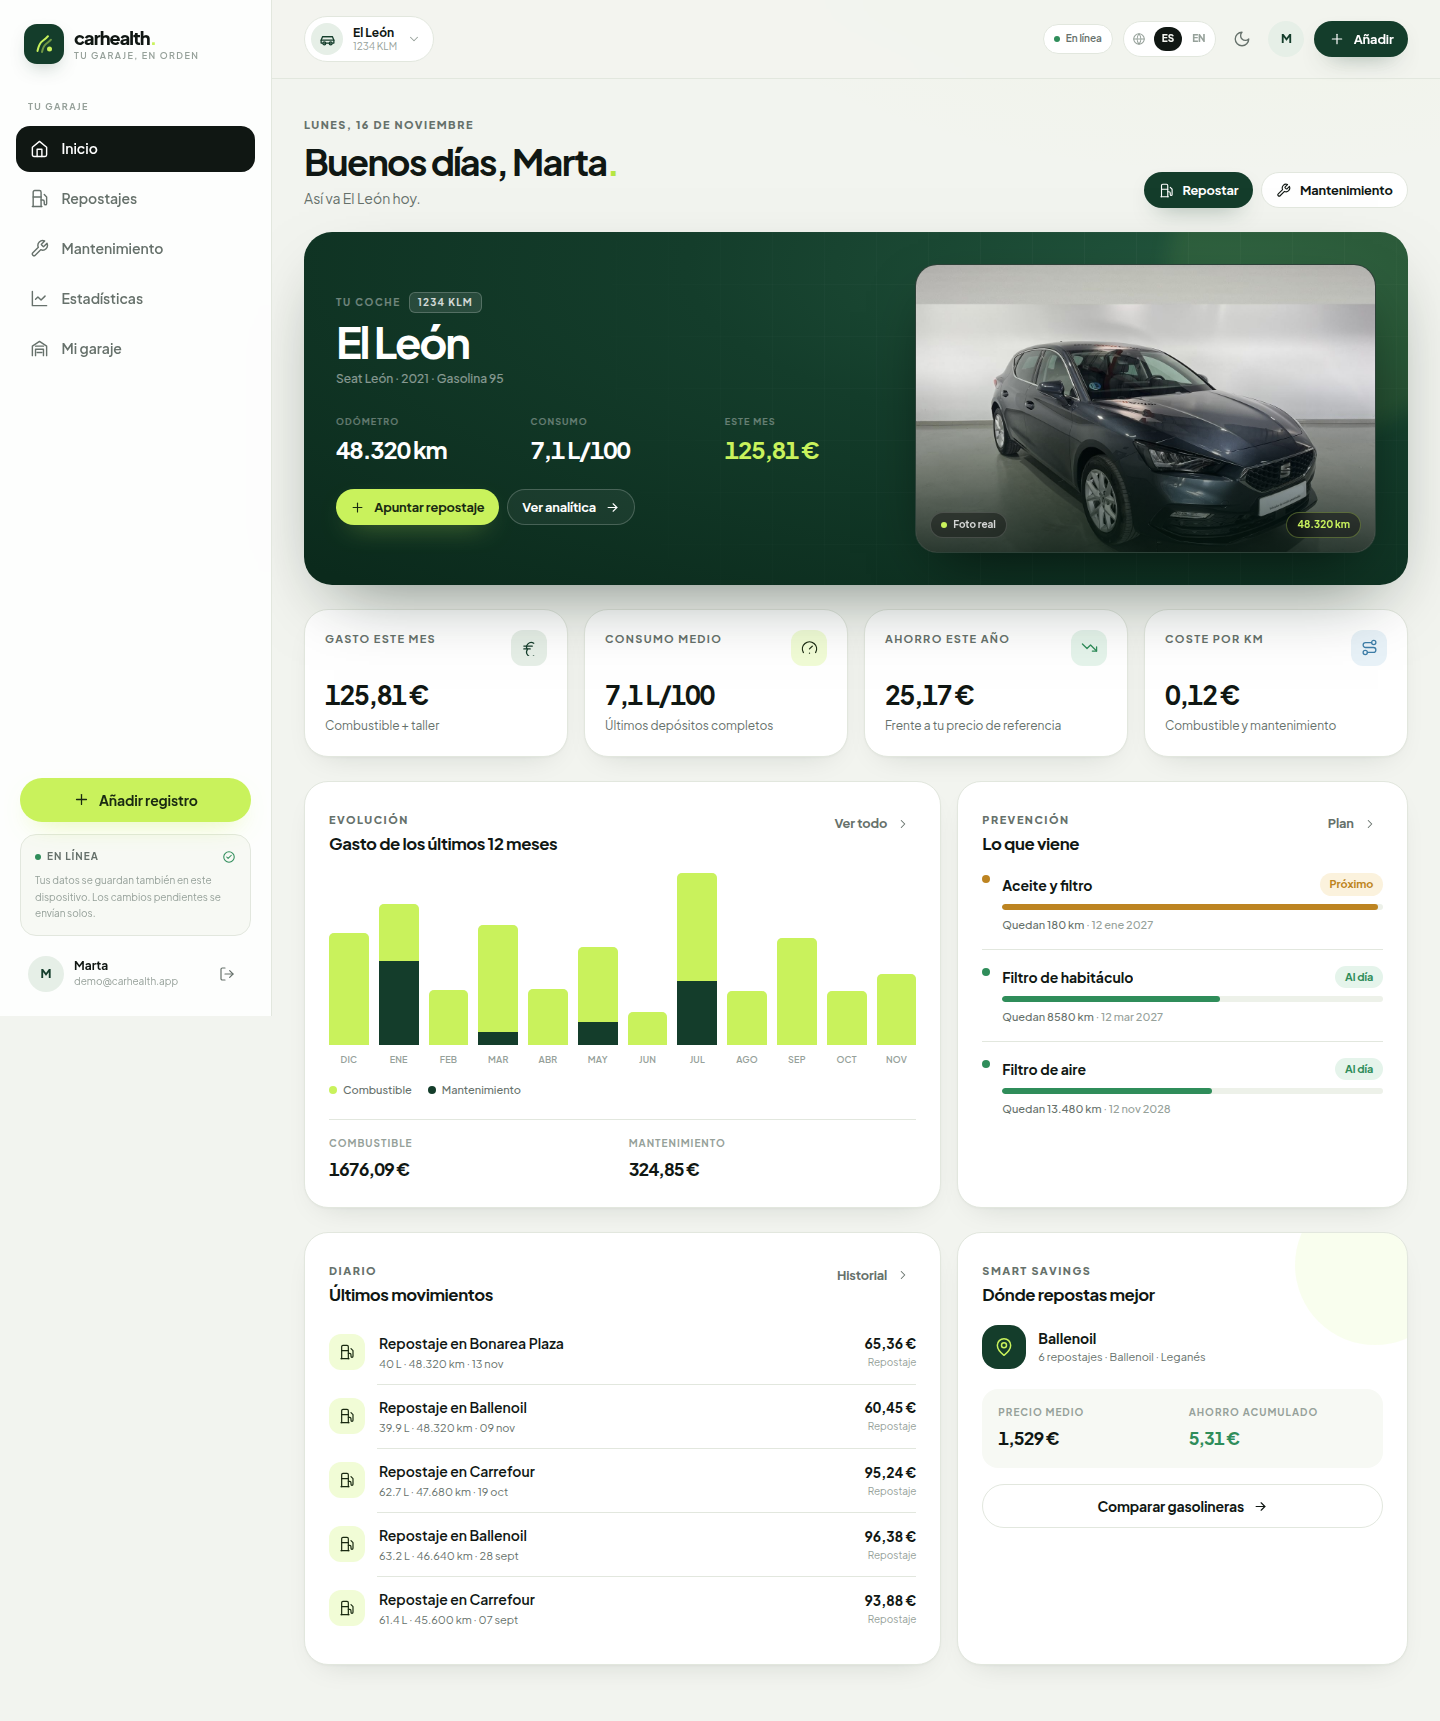 carhealth.
TU GARAJE, EN ORDEN
TU GARAJE
Inicio
Repostajes
Mantenimiento
Estadísticas
Mi garaje
Añadir registro
EN LÍNEA
Tus datos se guardan también en este
dispositivo. Los cambios pendientes se
envían solos.
M
Marta
demo@carhealth.app
El León
1234 KLM
En línea
ES
EN
M
Añadir
LUNES, 16 DE NOVIEMBRE
Buenos días, Marta.
Así va El León hoy.
Repostar
Mantenimiento
TU COCHE
1234 KLM
El León
Seat León · 2021 · Gasolina 95
ODÓMETRO
CONSUMO
ESTE MES
48.320 km
7,1 L/100
125,81 €
Apuntar repostaje
Ver analítica
Foto real
48.320 km
GASTO ESTE MES
125,81 €
Combustible + taller
CONSUMO MEDIO
7,1 L/100
Últimos depósitos completos
AHORRO ESTE AÑO
25,17 €
Frente a tu precio de referencia
COSTE POR KM
0,12 €
Combustible y mantenimiento
EVOLUCIÓN
Gasto de los últimos 12 meses
Ver todo
DIC ENE FEB MAR ABR MAY JUN JUL AGO SEP OCT NOV
Combustible
Mantenimiento
COMBUSTIBLE
1676,09 €
MANTENIMIENTO
324,85 €
PREVENCIÓN
Lo que viene
Plan
Aceite y filtro
Próximo
Quedan 180 km · 12 ene 2027
Filtro de habitáculo
Al día
Quedan 8580 km · 12 mar 2027
Filtro de aire
Al día
Quedan 13.480 km · 12 nov 2028
DIARIO
Últimos movimientos
Historial
Repostaje en Bonarea Plaza
40 L · 48.320 km · 13 nov
65,36 €
Repostaje
Repostaje en Ballenoil
39.9 L · 48.320 km · 09 nov
60,45 €
Repostaje
Repostaje en Carrefour
62.7 L · 47.680 km · 19 oct
95,24 €
Repostaje
Repostaje en Ballenoil
63.2 L · 46.640 km · 28 sept
96,38 €
Repostaje
Repostaje en Carrefour
61.4 L · 45.600 km · 07 sept
93,88 €
Repostaje
SMART SAVINGS
Dónde repostas mejor
Ballenoil
6 repostajes · Ballenoil · Leganés
PRECIO MEDIO
1,529 €
AHORRO ACUMULADO
5,31 €
Comparar gasolineras